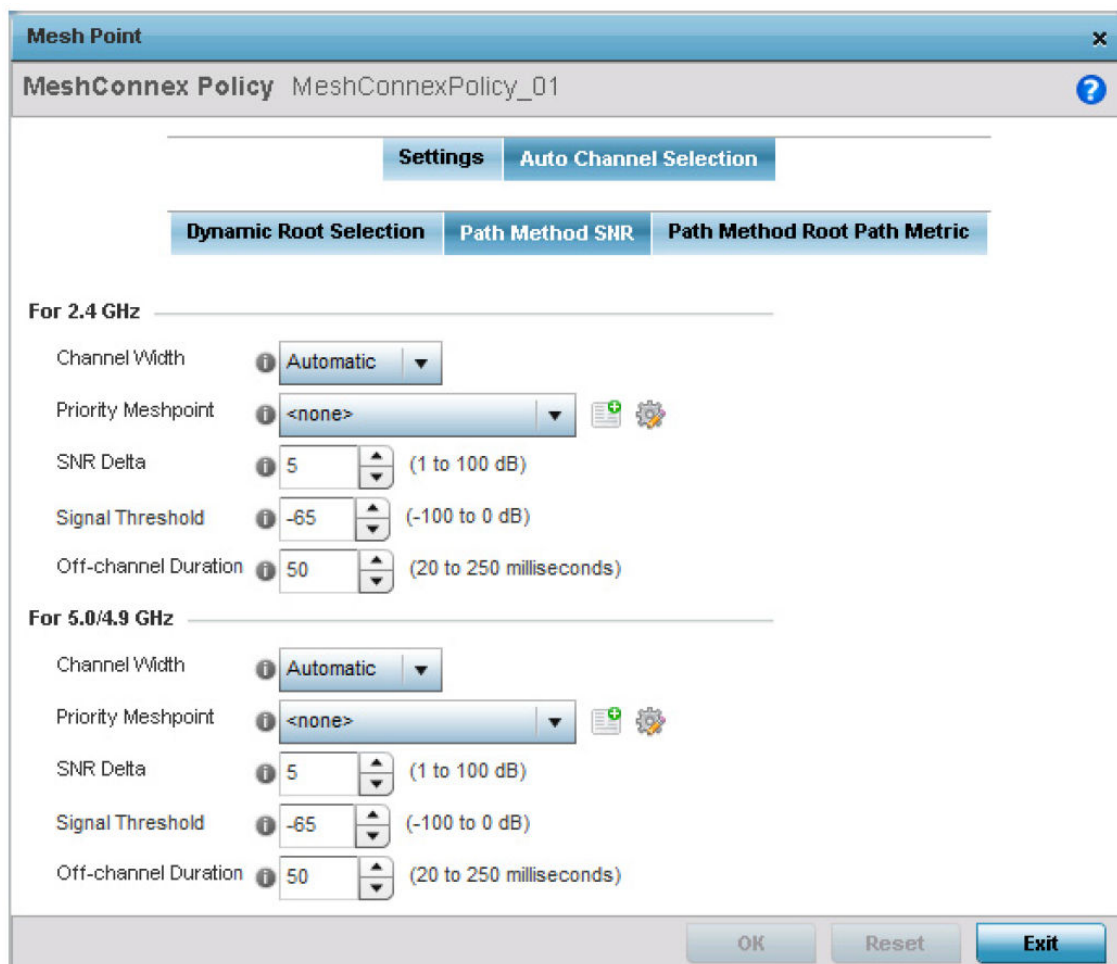 Mesh Point
MeshConnex Policy MeshConnexPolicy_01
Settings Auto Channel Selection
Dynamic Root Selection Path Method SNR Path Method Root Path Metric
For 2.4 GHz
Channel Width Automatic
Priority Meshpoint <none>
SNR Delta 5 (1 to 100 dB)
Signal Threshold -65 (-100 to 0 dB)
Off-channel Duration 50 (20 to 250 milliseconds)
For 5.0/4.9 GHz
Channel Width Automatic
Priority Meshpoint <none>
SNR Delta 5 (1 to 100 dB)
Signal Threshold -65 (-100 to 0 dB)
Off-channel Duration 50 (20 to 250 milliseconds)
OK Reset Exit